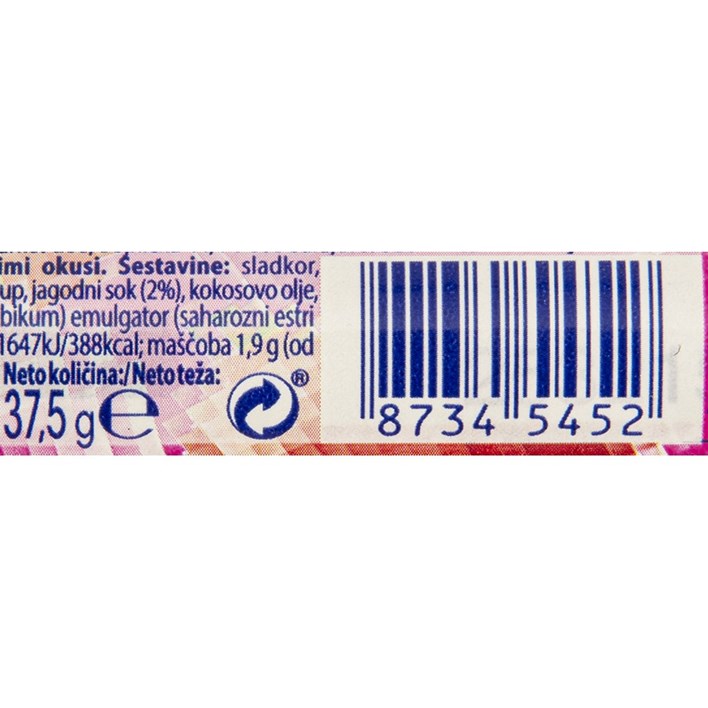 imi okusi. Šestavine: sladkor,
up, jagodni sok (2%), kokosovo olje,
bikum) emulgator (saharozni estri
1647kJ/388kcal; maščoba 1,9 g (od
Neto količina:/Neto teža:
37,5 g e
®
8734 5452